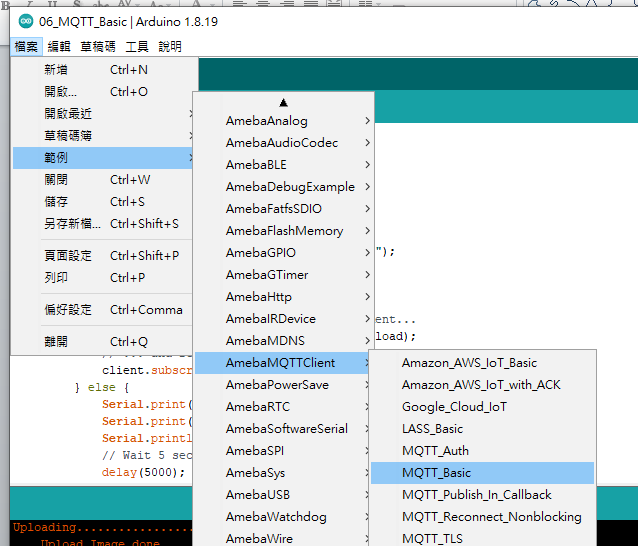 06_MQTT_Basic | Arduino 1.8.19
檔案 編輯 草稿碼 工具 說明
新增 Ctrl+N
開啟... Ctrl+O
開啟最近
草稿碼簿
範例
關閉 Ctrl+W
儲存 Ctrl+S
另存新檔... Ctrl+Shift+S
頁面設定 Ctrl+Shift+P
列印 Ctrl+P
偏好設定 Ctrl+Comma
離開 Ctrl+Q
AmebaAnalog
AmebaAudioCodec
AmebaBLE
AmebaDebugExample
AmebaFatfsSDIO
AmebaFlashMemory
AmebaGPIO
AmebaGTimer
AmebaHttp
AmebaIRDevice
AmebaMDNS
AmebaMQTTClient
AmebaPowerSave
AmebaRTC
AmebaSoftwareSerial
AmebaSPI
AmebaSys
AmebaUSB
AmebaWatchdog
AmebaWire
Amazon_AWS_IoT_Basic
Amazon_AWS_IoT_with_ACK
Google_Cloud_IoT
LASS_Basic
MQTT_Auth
MQTT_Basic
MQTT_Publish_In_Callback
MQTT_Reconnect_Nonblocking
MQTT_TLS
");
ent...
load);
client.subscr
} else {
Serial.print(
Serial.print(
Serial.printl
// Wait 5 sec
delay(5000);
Uploading..................
Upload Image done